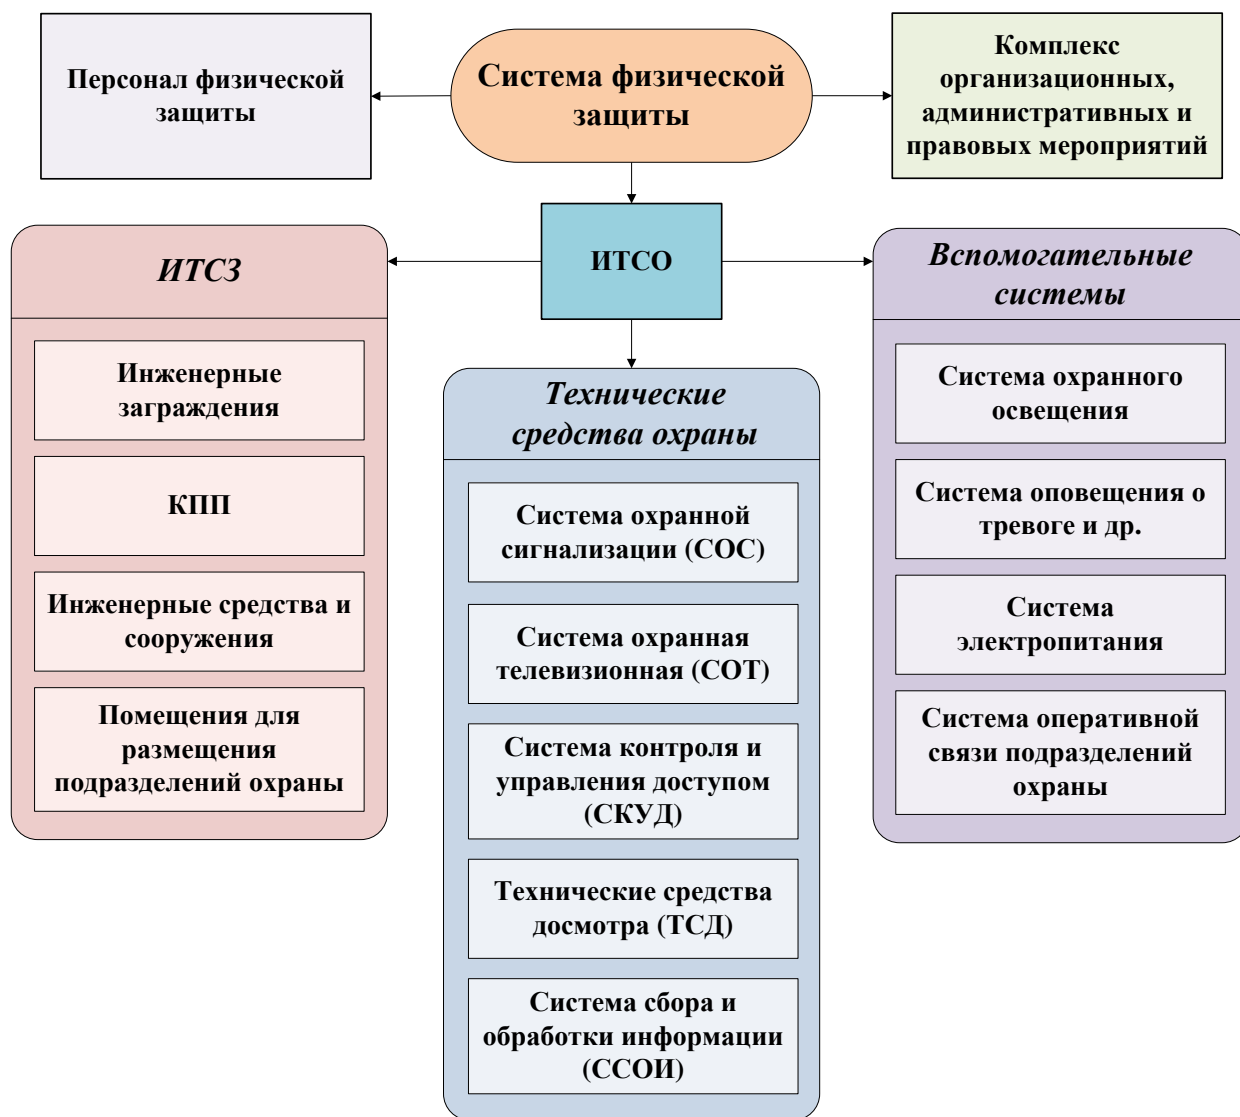 Персонал физической
защиты
Система физической
защиты
Комплекс
организационных,
административных и
правовых мероприятий
ИТСО
ИТСЗ
Инженерные
заграждения
КПП
Инженерные средства и
сооружения
Помещения для
размещения
подразделений охраны
Технические
средства охраны
Система охранной
сигнализации (СОС)
Система охранная
телевизионная (СОТ)
Система контроля и
управления доступом
(СКУД)
Технические средства
досмотра (ТСД)
Система сбора и
обработки информации
(ССОИ)
Вспомогательные
системы
Система охранного
освещения
Система оповещения о
тревоге и др.
Система
электропитания
Система оперативной
связи подразделений
охраны